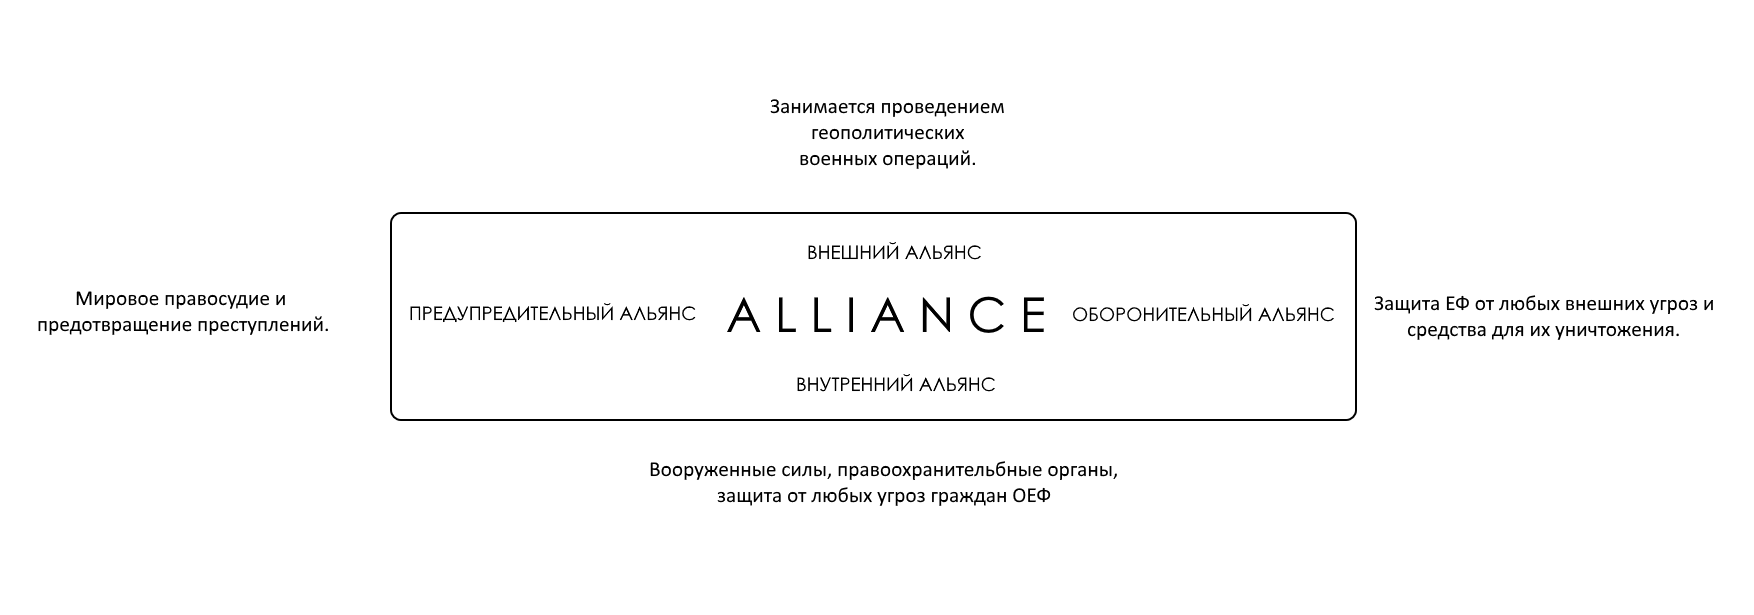 Занимается проведением
геополитических
военных операций.
ВНЕШНИЙ АЛЬЯНС
Мировое правосудие и
предотвращение преступлений.
ПРЕДУПРЕДИТЕЛЬНЫЙ АЛЬЯНС
ALLIANCE
ОБОРОНИТЕЛЬНЫЙ АЛЬЯНС
Защита ЕФ от любых внешних угроз и
средства для их уничтожения.
ВНУТРЕННИЙ АЛЬЯНС
Вооруженные силы, правоохранительбные органы,
защита от любых угроз граждан ОЕФ